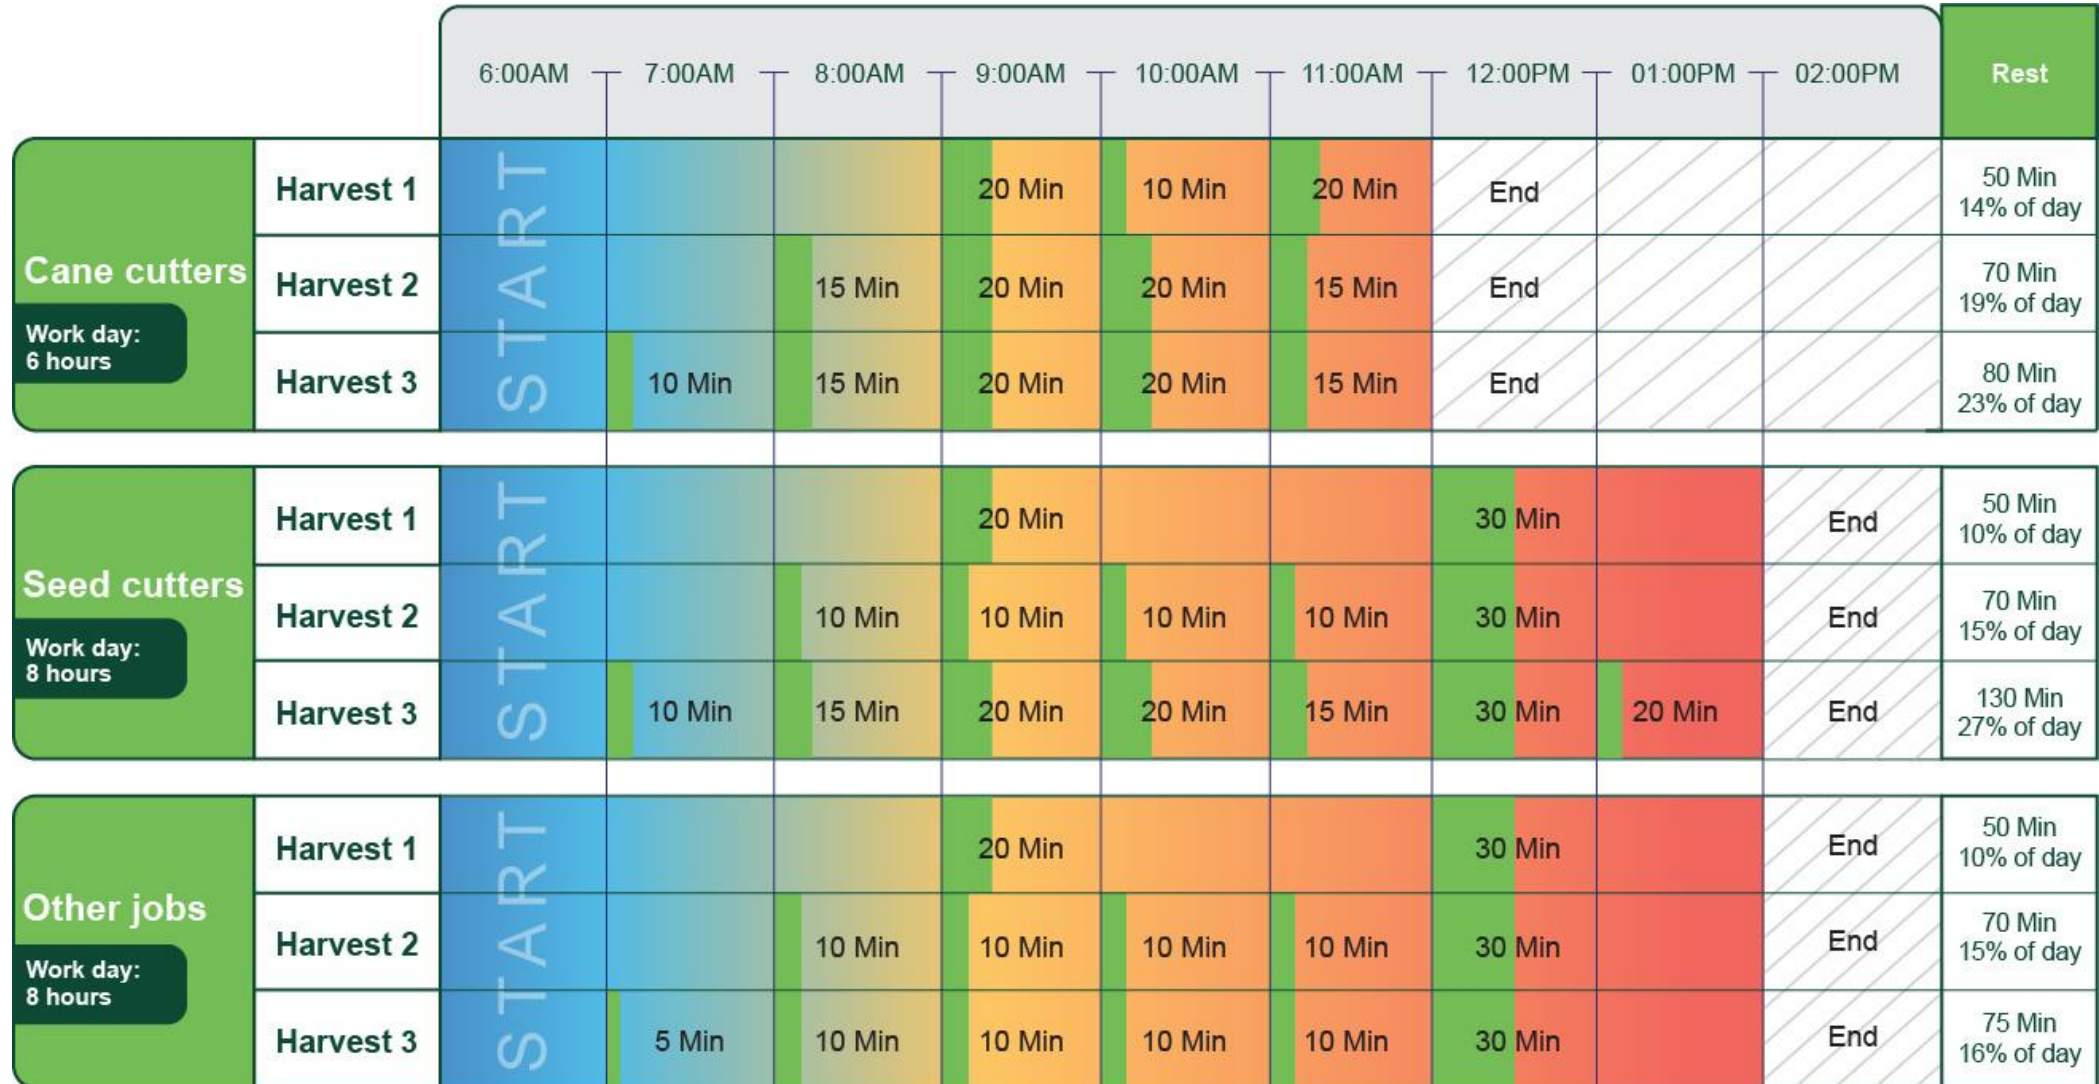 6:00AM 7:00AM 8:00AM 9:00AM 10:00AM 11:00AM 12:00PM 01:00PM 02:00PM Rest
Cane cutters
Work day:
6 hours
START
Harvest 1 20 Min 10 Min 20 Min End 50 Min
14% of day
Harvest 2 15 Min 20 Min 20 Min 15 Min End 70 Min
19% of day
Harvest 3 10 Min 15 Min 20 Min 20 Min 15 Min End 80 Min
23% of day
Seed cutters
Work day:
8 hours
START
Harvest 1 20 Min 30 Min End 50 Min
10% of day
Harvest 2 10 Min 10 Min 10 Min 10 Min 30 Min End 70 Min
15% of day
Harvest 3 10 Min 15 Min 20 Min 20 Min 15 Min 30 Min 20 Min End 130 Min
27% of day
Other jobs
Work day:
8 hours
START
Harvest 1 20 Min 30 Min End 50 Min
10% of day
Harvest 2 10 Min 10 Min 10 Min 10 Min 30 Min End 70 Min
15% of day
Harvest 3 5 Min 10 Min 10 Min 10 Min 10 Min 30 Min End 75 Min
16% of day